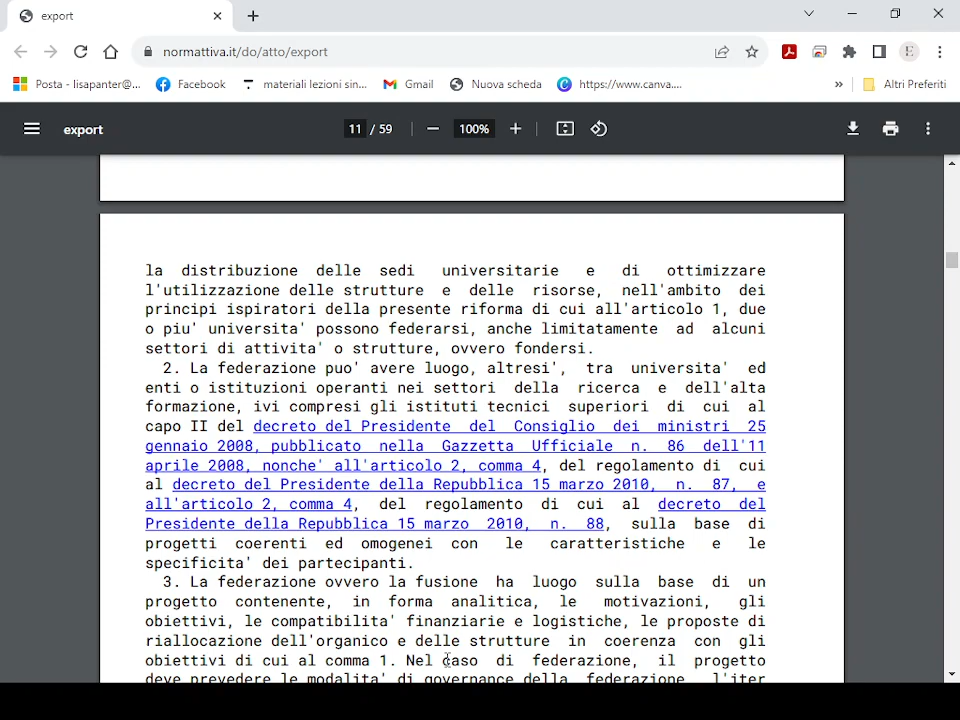 export
normattiva.it/do/atto/export
E
Posta - lisapanter@...
Facebook
materiali lezioni sin...
Gmail
Nuova scheda
https://www.canva....
»
Altri Preferiti
export
11 / 59
100%
la distribuzione delle sedi universitarie e di ottimizzare
l'utilizzazione delle strutture e delle risorse, nell'ambito dei
principi ispiratori della presente riforma di cui all'articolo 1, due
o piu' universita' possono federarsi, anche limitatamente ad alcuni
settori di attivita' o strutture, ovvero fondersi.
2. La federazione puo' avere luogo, altresi', tra universita' ed
enti o istituzioni operanti nei settori della ricerca e dell'alta
formazione, ivi compresi gli istituti tecnici superiori di cui al
capo II del decreto del Presidente del Consiglio dei ministri 25
gennaio 2008, pubblicato nella Gazzetta Ufficiale n. 86 dell'11
aprile 2008, nonche' all'articolo 2, comma 4, del regolamento di cui
al decreto del Presidente della Repubblica 15 marzo 2010, n. 87, e
all'articolo 2, comma 4, del regolamento di cui al decreto del
Presidente della Repubblica 15 marzo 2010, n. 88, sulla base di
progetti coerenti ed omogenei con le caratteristiche e le
specificita' dei partecipanti.
3. La federazione ovvero la fusione ha luogo sulla base di un
progetto contenente, in forma analitica, le motivazioni, gli
obiettivi, le compatibilita' finanziarie e logistiche, le proposte di
riallocazione dell'organico e delle strutture in coerenza con gli
obiettivi di cui al comma 1. Nel caso di federazione, il progetto
deve prevedere le modalita' di governance della federazione, l'iter